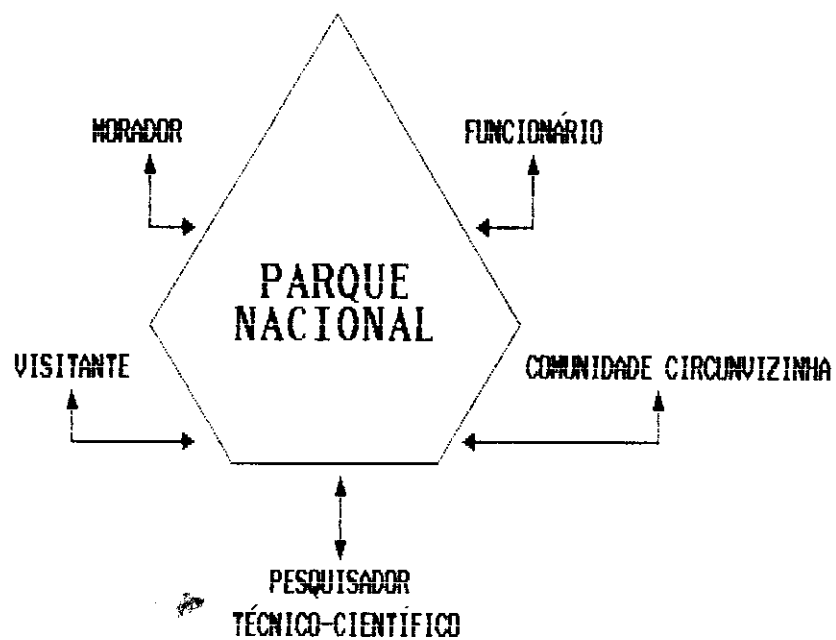 MORADOR
FUNCIONÁRIO
PARQUE
NACIONAL
VISITANTE
COMUNIDADE CIRCUNVIZINHA
PESQUISADOR
TÉCNICO-CIENTÍFICO